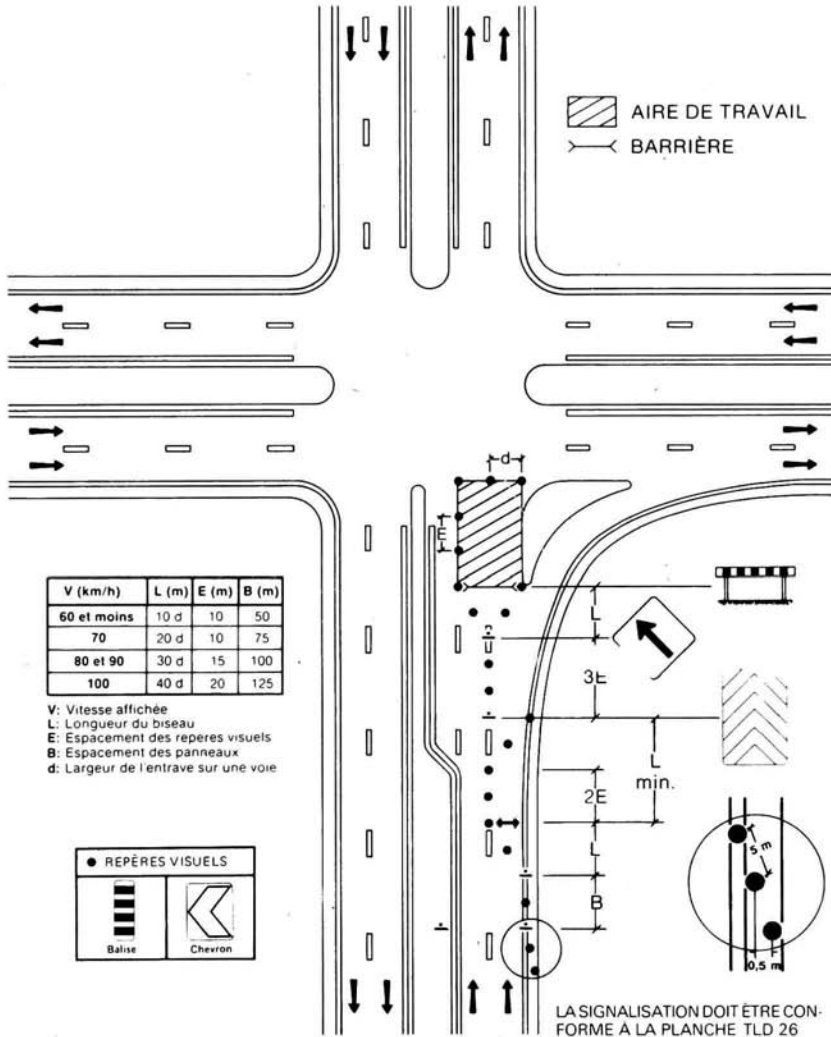 AIRE DE TRAVAIL
BARRIÈRE
d
E
L
3E
L
min.
2E
L
B
V (km/h) L (m) E (m) B (m)
60 et moins 10 d 10 50
70 20 d 10 75
80 et 90 30 d 15 100
100 40 d 20 125
V: Vitesse affichée
L: Longueur du biseau
E: Espacement des reperes visuels
B: Espacement des panneaux
d: Largeur de l'entrave sur une voie
REPÈRES VISUELS
Balise Chevron
5 m
0,5 m
LA SIGNALISATION DOIT ÊTRE CON-
FORME À LA PLANCHE TLD 26